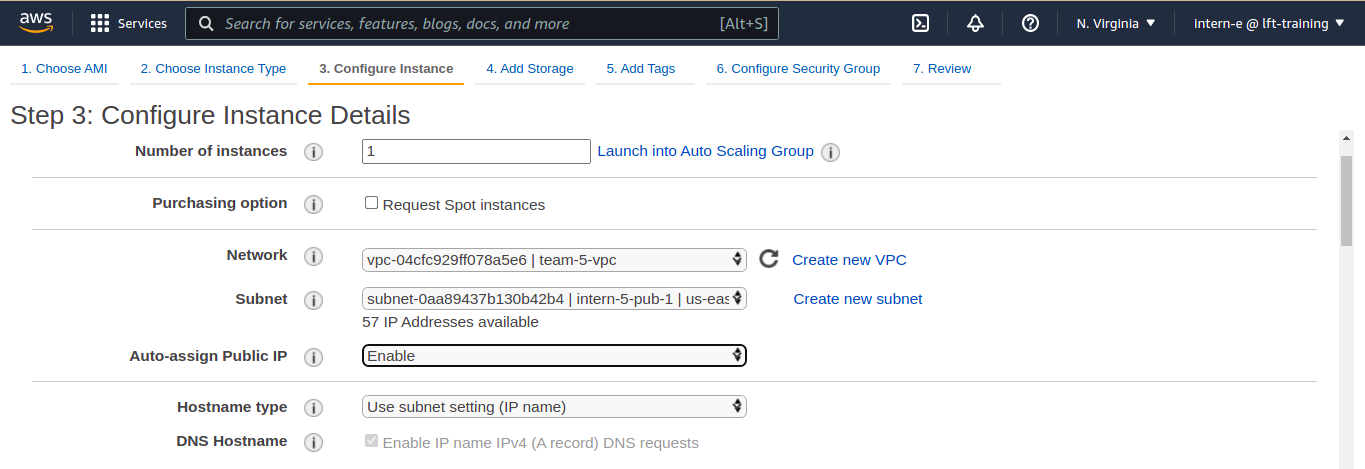 aws Services Search for services, features, blogs, docs, and more [Alt+S] N. Virginia Intern-e @ lft-training
1. Choose AMI 2. Choose Instance Type 3. Configure Instance 4. Add Storage 5. Add Tags 6. Configure Security Group 7. Review
Step 3: Configure Instance Details
Number of instances i 1 Launch into Auto Scaling Group i
Purchasing option i Request Spot instances
Network i vpc-04cfc929ff078a5e6 | team-5-vpc Create new VPC
Subnet i subnet-0aa89437b130b42b4 | intern-5-pub-1 | us-eas Create new subnet
57 IP Addresses available
Auto-assign Public IP i Enable
Hostname type i Use subnet setting (IP name)
DNS Hostname i Enable IP name IPv4 (A record) DNS requests